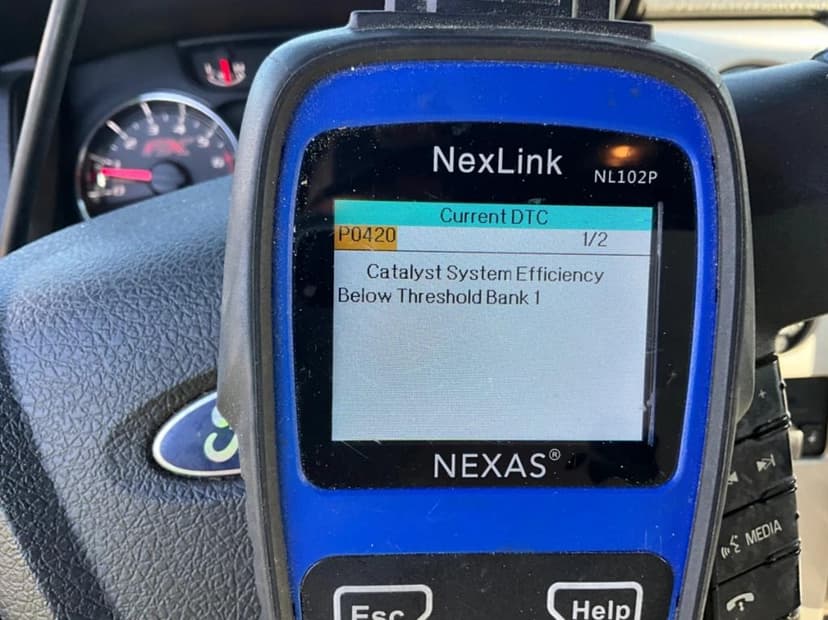 NexLink
NL102P
Current DTC
P0420 1/2
Catalyst System Efficiency
Below Threshold Bank 1
NEXAS®
Esc
Help
MEDIA